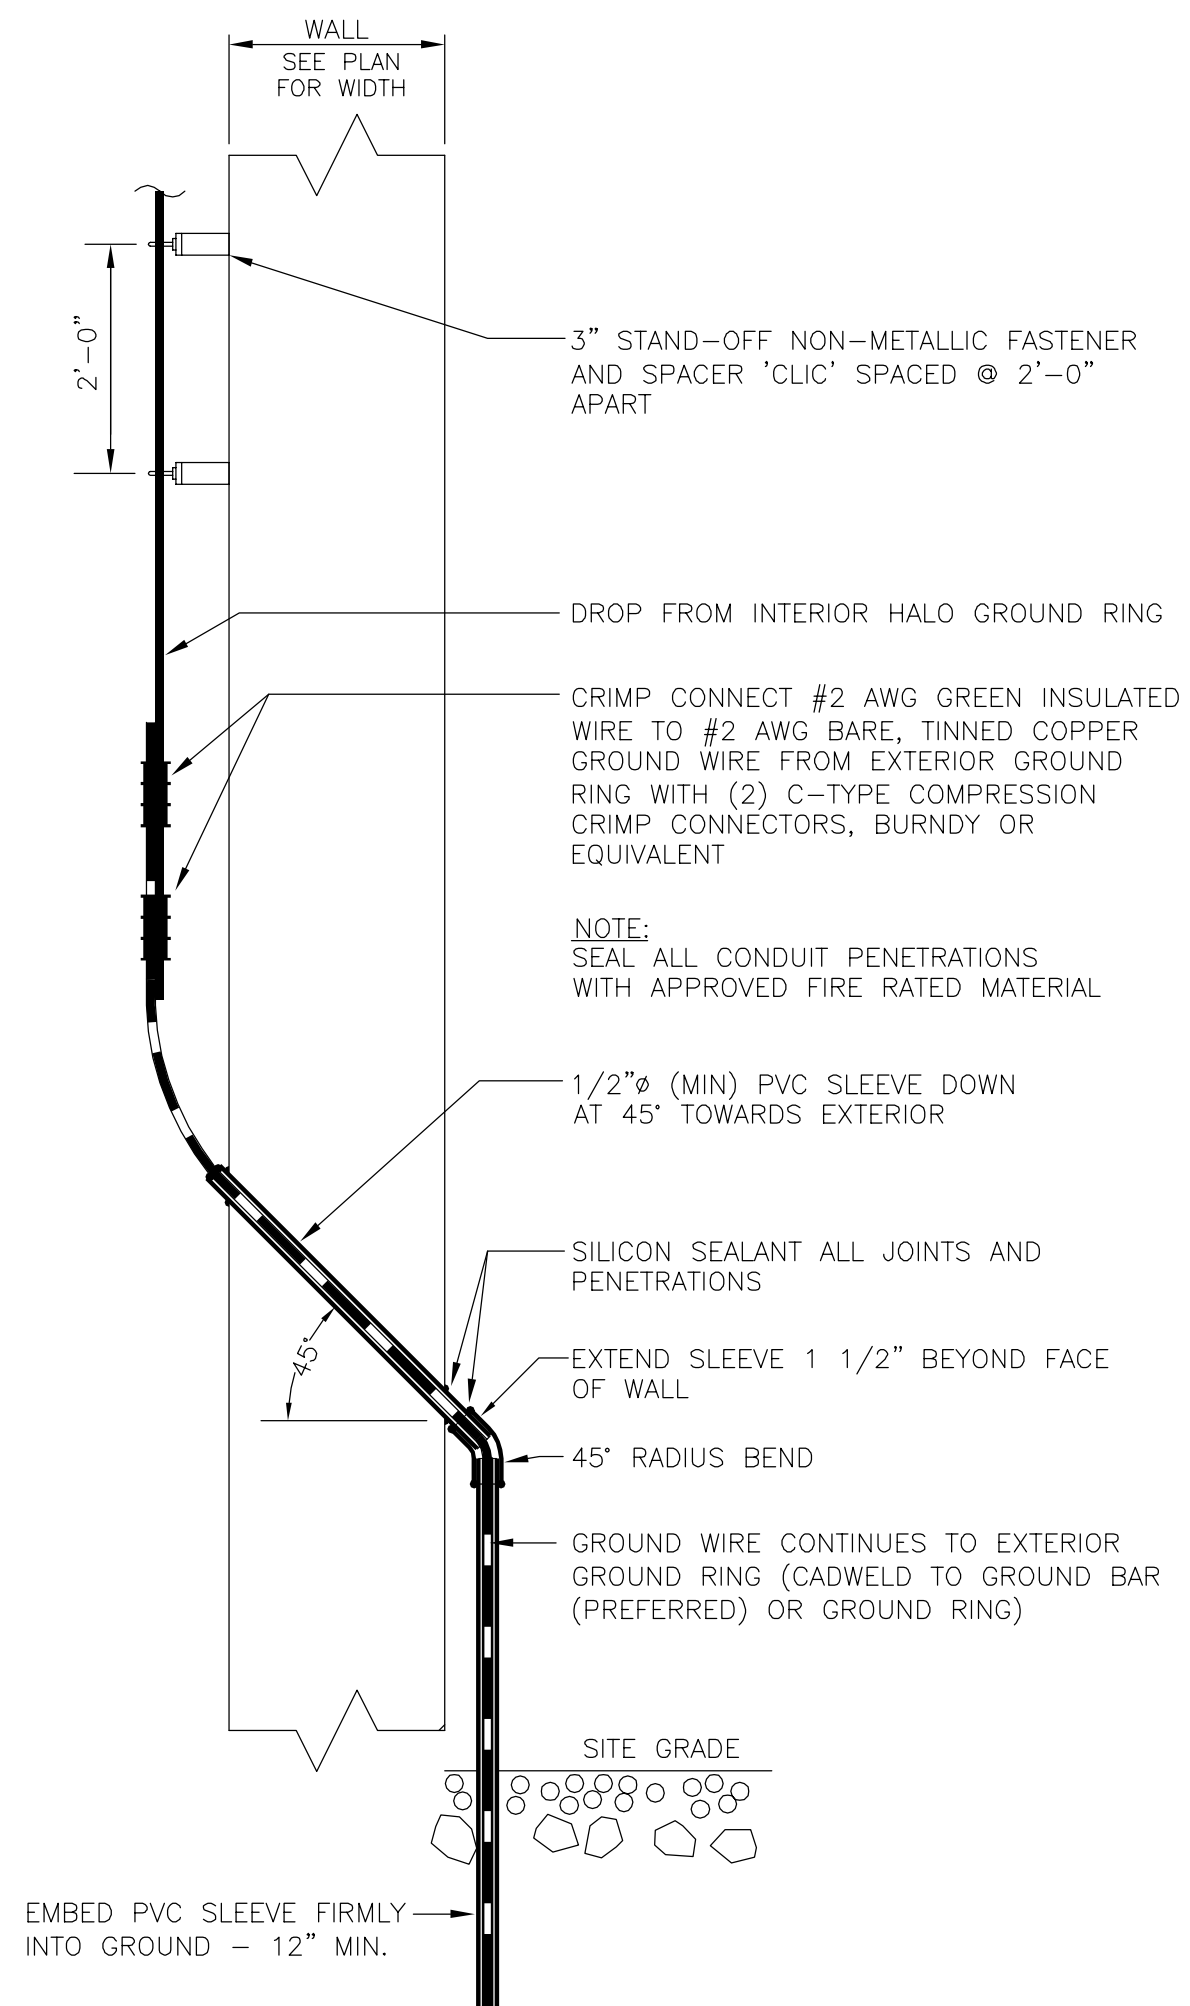 WALL
SEE PLAN
FOR WIDTH
2'-0"
3" STAND-OFF NON-METALLIC FASTENER
AND SPACER 'CLIC' SPACED @ 2'-0"
APART
DROP FROM INTERIOR HALO GROUND RING
CRIMP CONNECT #2 AWG GREEN INSULATED
WIRE TO #2 AWG BARE, TINNED COPPER
GROUND WIRE FROM EXTERIOR GROUND
RING WITH (2) C-TYPE COMPRESSION
CRIMP CONNECTORS, BURNDY OR
EQUIVALENT
NOTE:
SEAL ALL CONDUIT PENETRATIONS
WITH APPROVED FIRE RATED MATERIAL
1/2"ø (MIN) PVC SLEEVE DOWN
AT 45° TOWARDS EXTERIOR
SILICON SEALANT ALL JOINTS AND
PENETRATIONS
45°
EXTEND SLEEVE 1 1/2" BEYOND FACE
OF WALL
45° RADIUS BEND
GROUND WIRE CONTINUES TO EXTERIOR
GROUND RING (CADWELD TO GROUND BAR
(PREFERRED) OR GROUND RING)
SITE GRADE
EMBED PVC SLEEVE FIRMLY
INTO GROUND - 12" MIN.